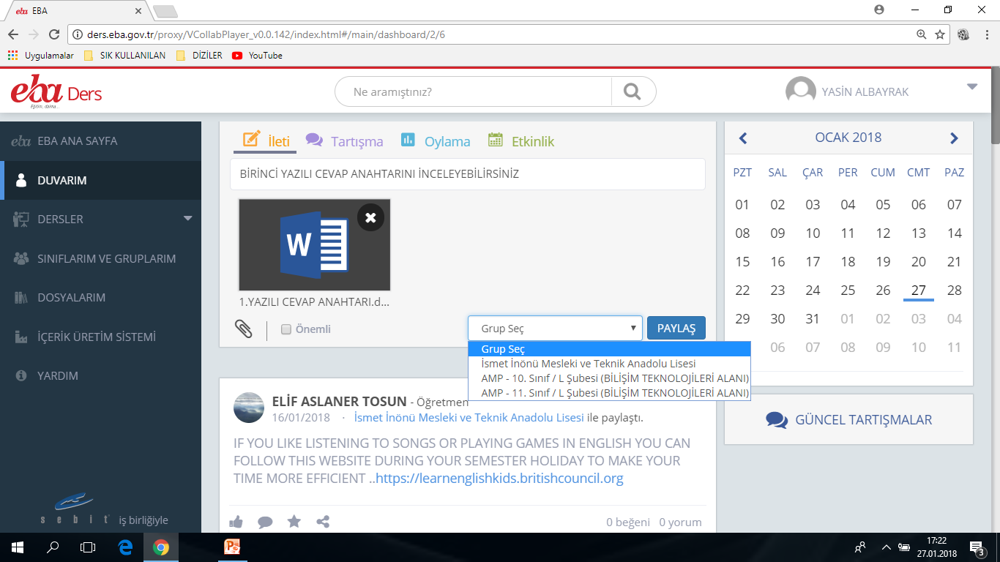 eba EBA
ders.eba.gov.tr/proxy/VCollabPlayer_v0.0.142/index.html#/main/dashboard/2/6
Uygulamalar SIK KULLANILAN DİZİLER YouTube
eba Ders
Eğitim, daima...
Ne aramıştınız?
YASİN ALBAYRAK
eba EBA ANA SAYFA
DUVARIM
DERSLER
SINIFLARIM VE GRUPLARIM
DOSYALARIM
İÇERİK ÜRETİM SİSTEMİ
YARDIM
sebit işbirliğiyle
İleti Tartışma Oylama Etkinlik
BİRİNCİ YAZILI CEVAP ANAHTARINI İNCELEYEBİLİRSİNİZ
W
1.YAZILI CEVAP ANAHTARI.d...
Önemli
Grup Seç PAYLAŞ
Grup Seç
İsmet İnönü Mesleki ve Teknik Anadolu Lisesi
AMP - 10. Sınıf / L Şubesi (BİLİŞİM TEKNOLOJİLERİ ALANI)
AMP - 11. Sınıf / L Şubesi (BİLİŞİM TEKNOLOJİLERİ ALANI)
ELİF ASLANER TOSUN - Öğretmen
16/01/2018 · İsmet İnönü Mesleki ve Teknik Anadolu Lisesi ile paylaştı.
IF YOU LIKE LISTENING TO SONGS OR PLAYING GAMES IN ENGLISH YOU CAN
FOLLOW THIS WEBSITE DURING YOUR SEMESTER HOLIDAY TO MAKE YOUR
TIME MORE EFFICIENT ..https://learnenglishkids.britishcouncil.org
0 beğeni 0 yorum
OCAK 2018
PZT SAL ÇAR PER CUM CMT PAZ
01 02 03 04 05 06 07
08 09 10 11 12 13 14
15 16 17 18 19 20 21
22 23 24 25 26 27 28
29 30 31 01 02 03 04
06 07 08 09 10 11
GÜNCEL TARTIŞMALAR
17:22
27.01.2018
3